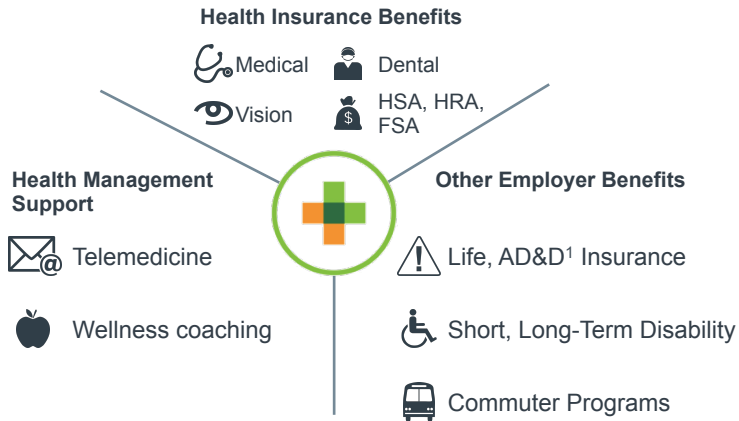 Health Insurance Benefits
Medical
Dental
Vision
$
HSA, HRA,
FSA
Health Management
Support
@ Telemedicine
Wellness coaching
Other Employer Benefits
! Life, AD&D¹ Insurance
Short, Long-Term Disability
Commuter Programs